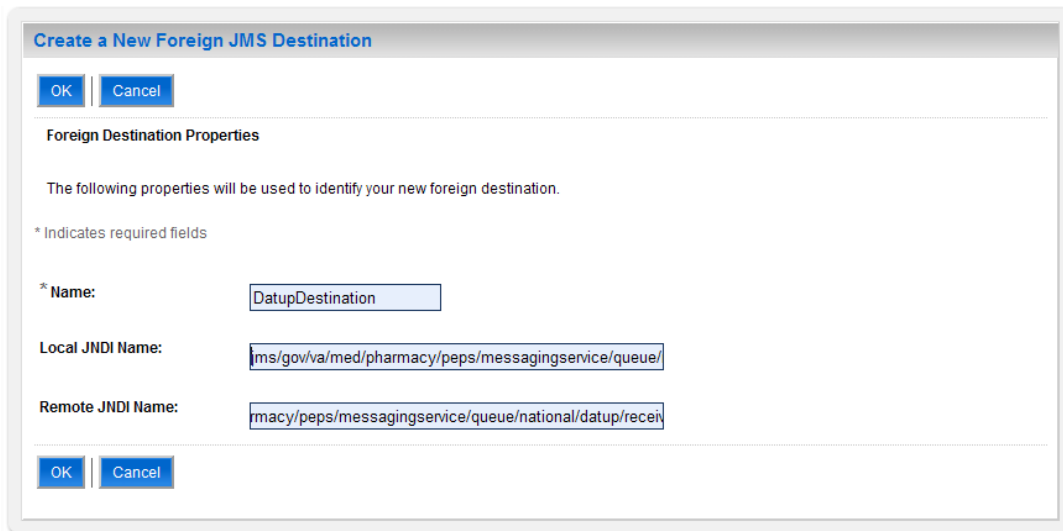 Create a New Foreign JMS Destination
OK Cancel
Foreign Destination Properties
The following properties will be used to identify your new foreign destination.
* Indicates required fields
* Name: DatupDestination
Local JNDI Name: jms/gov/va/med/pharmacy/peps/messagingservice/queue/
Remote JNDI Name: rmacy/peps/messagingservice/queue/national/datup/receiv
OK Cancel